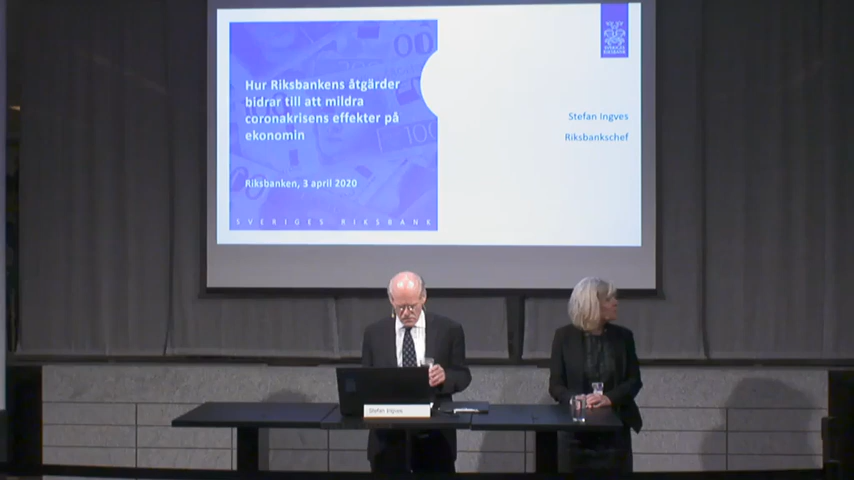 Hur Riksbankens åtgärder
bidrar till att mildra
coronakrisens effekter på
ekonomin
Riksbanken, 3 april 2020
SVERIGES RIKSBANK
Stefan Ingves
Riksbankschef
Stefan Ingves